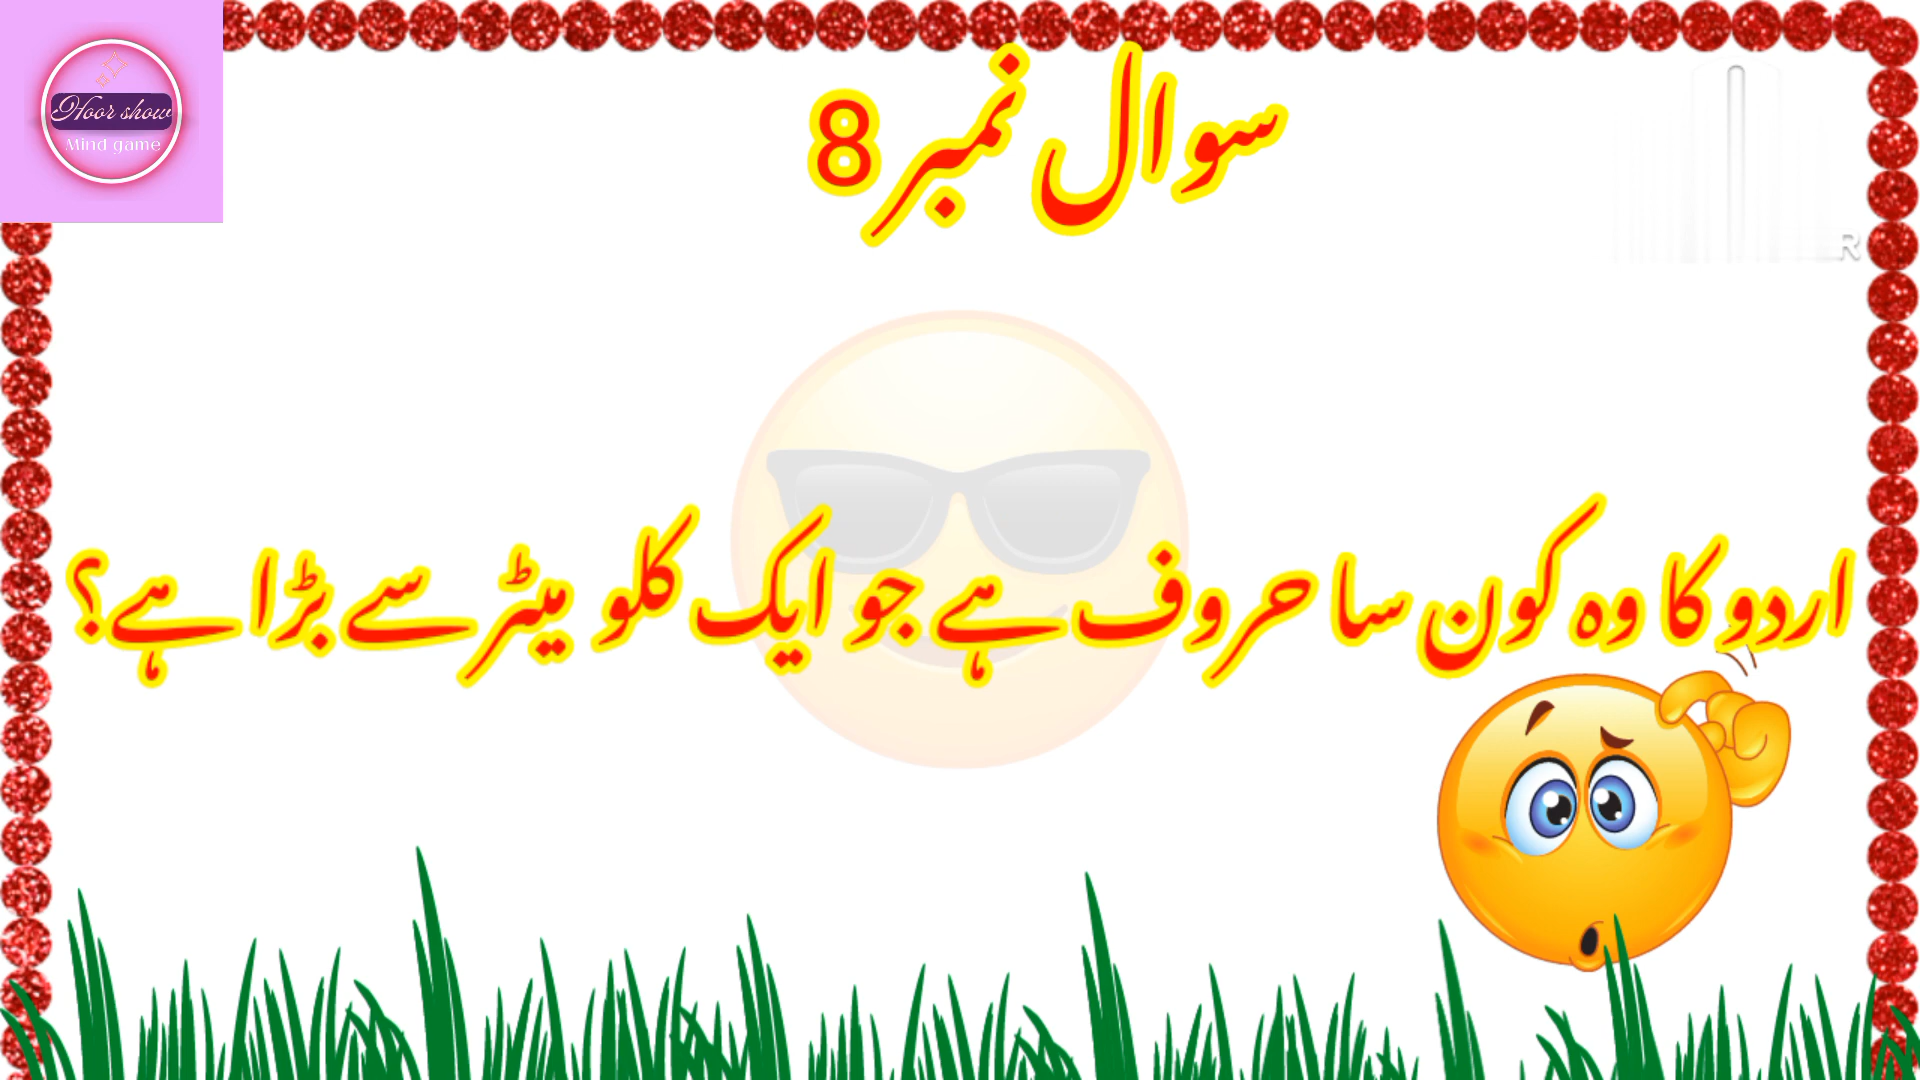 Hoor show
Mind game
سوال نمبر 8
R
اردو کا وہ کون سا حروف ہے جو ایک کلو میٹر سے بڑا ہے؟